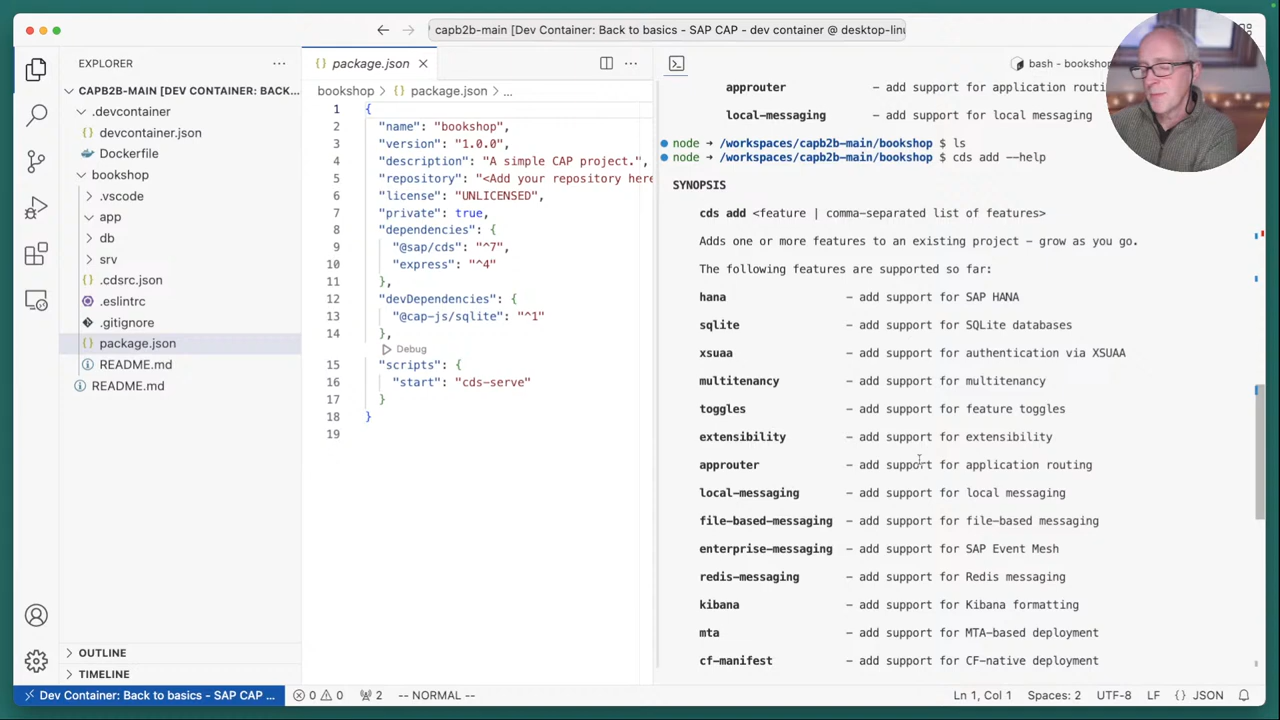 capb2b-main [Dev Container: Back to basics - SAP CAP - dev container @ desktop-linu
EXPLORER
CAPB2B-MAIN [DEV CONTAINER: BACK...
.devcontainer
devcontainer.json
Dockerfile
bookshop
.vscode
app
db
srv
.cdsrc.json
.eslintrc
.gitignore
package.json
README.md
README.md
OUTLINE
TIMELINE
{} package.json
bookshop > {} package.json > ...
1 {
2 "name": "bookshop",
3 "version": "1.0.0",
4 "description": "A simple CAP project.",
5 "repository": "<Add your repository here
6 "license": "UNLICENSED",
7 "private": true,
8 "dependencies": {
9 "@sap/cds": "^7",
10 "express": "^4"
11 },
12 "devDependencies": {
13 "@cap-js/sqlite": "^1"
14 },
Debug
15 "scripts": {
16 "start": "cds-serve"
17 }
18 }
19
bash - bookshop
approuter – add support for application routi
local-messaging – add support for local messaging
node → /workspaces/capb2b-main/bookshop $ ls
node → /workspaces/capb2b-main/bookshop $ cds add --help
SYNOPSIS
cds add <feature | comma-separated list of features>
Adds one or more features to an existing project – grow as you go.
The following features are supported so far:
hana – add support for SAP HANA
sqlite – add support for SQLite databases
xsuaa – add support for authentication via XSUAA
multitenancy – add support for multitenancy
toggles – add support for feature toggles
extensibility – add support for extensibility
approuter – add support for application routing
local-messaging – add support for local messaging
file-based-messaging – add support for file-based messaging
enterprise-messaging – add support for SAP Event Mesh
redis-messaging – add support for Redis messaging
kibana – add support for Kibana formatting
mta – add support for MTA-based deployment
cf-manifest – add support for CF-native deployment
Dev Container: Back to basics - SAP CAP ... 0 0 2 -- NORMAL -- Ln 1, Col 1 Spaces: 2 UTF-8 LF {} JSON